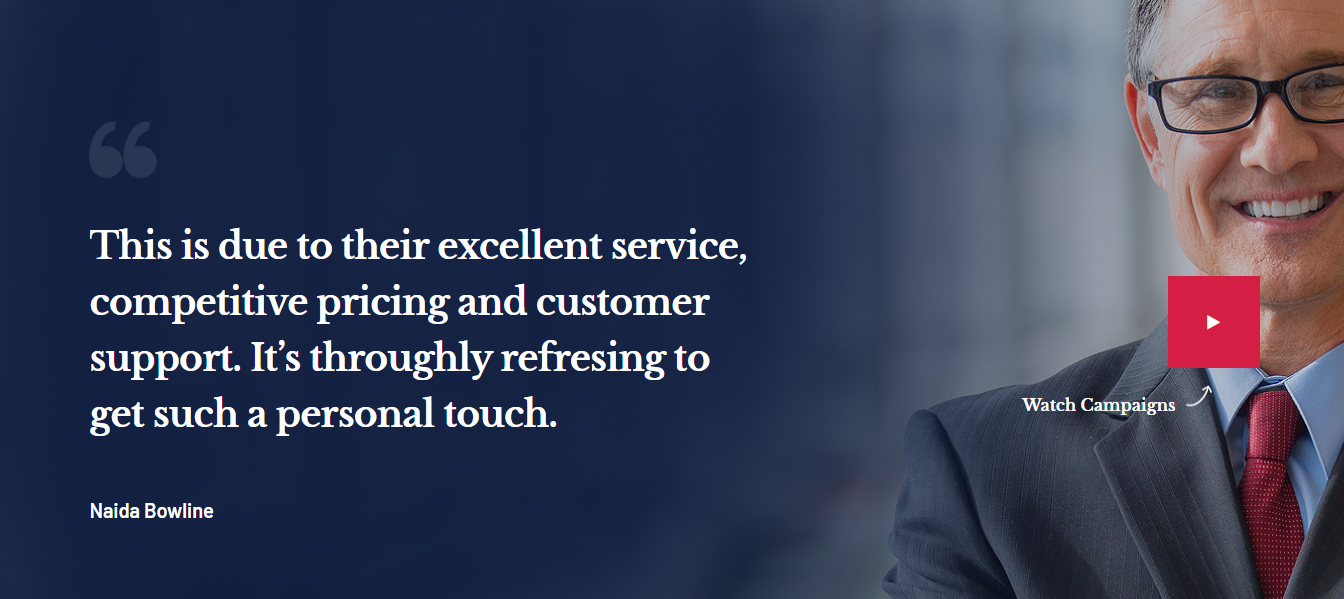 “
This is due to their excellent service,
competitive pricing and customer
support. It’s throughly refresing to
get such a personal touch.
Naida Bowline
Watch Campaigns